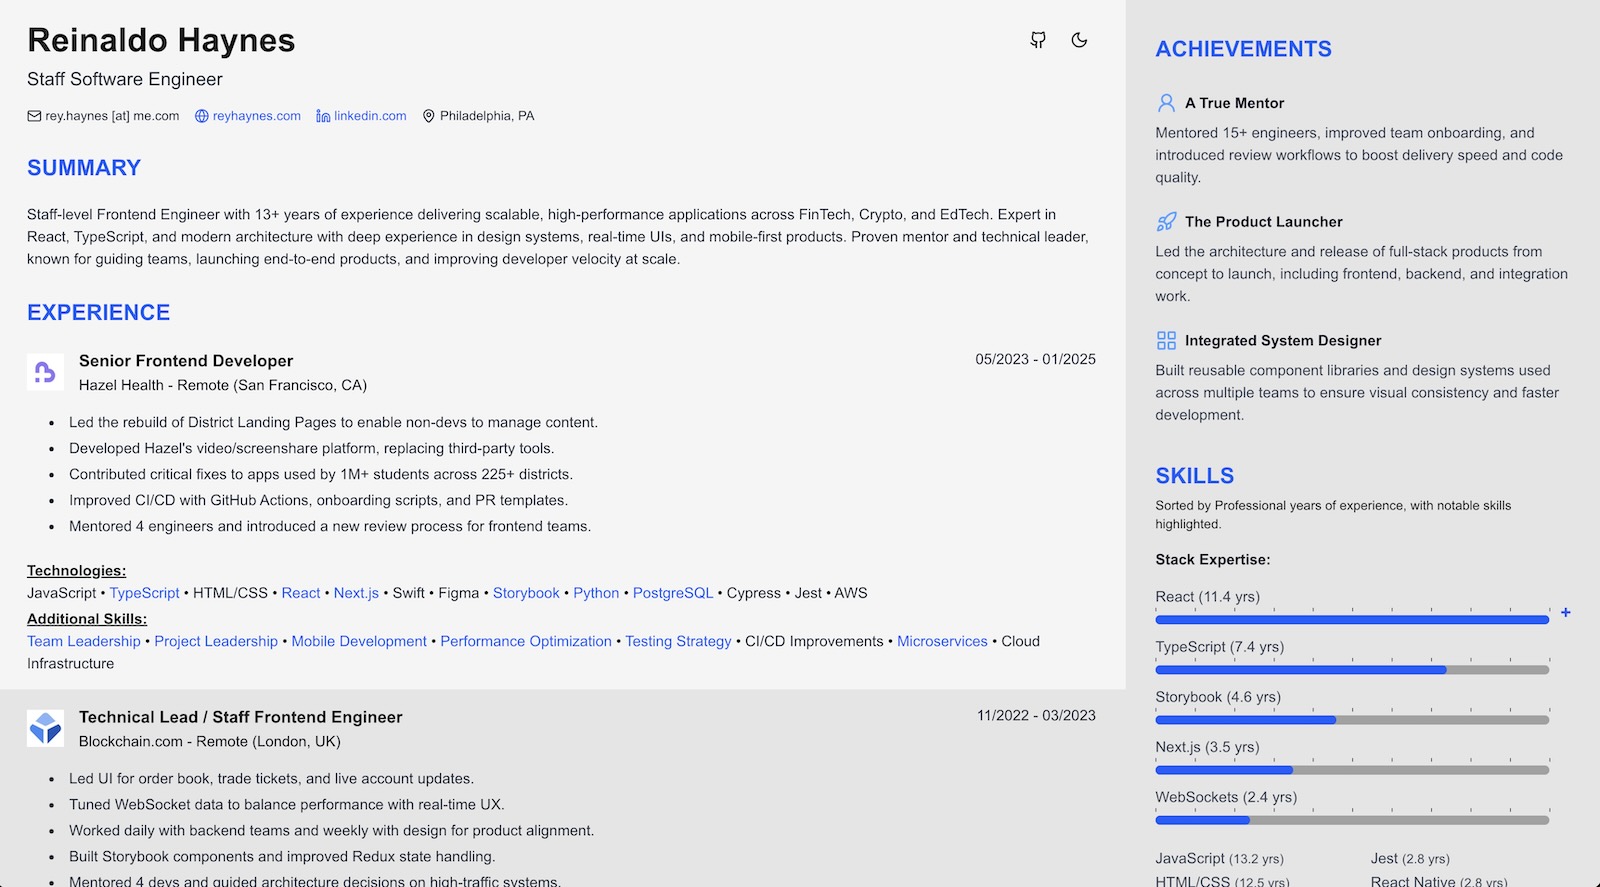 Reinaldo Haynes
Staff Software Engineer
rey.haynes [at] me.com reyhaynes.com linkedin.com Philadelphia, PA
SUMMARY
Staff-level Frontend Engineer with 13+ years of experience delivering scalable, high-performance applications across FinTech, Crypto, and EdTech. Expert in
React, TypeScript, and modern architecture with deep experience in design systems, real-time UIs, and mobile-first products. Proven mentor and technical leader,
known for guiding teams, launching end-to-end products, and improving developer velocity at scale.
EXPERIENCE
Senior Frontend Developer
05/2023 - 01/2025
Hazel Health - Remote (San Francisco, CA)
• Led the rebuild of District Landing Pages to enable non-devs to manage content.
• Developed Hazel's video/screenshare platform, replacing third-party tools.
• Contributed critical fixes to apps used by 1M+ students across 225+ districts.
• Improved CI/CD with GitHub Actions, onboarding scripts, and PR templates.
• Mentored 4 engineers and introduced a new review process for frontend teams.
Technologies:
JavaScript • TypeScript • HTML/CSS • React • Next.js • Swift • Figma • Storybook • Python • PostgreSQL • Cypress • Jest • AWS
Additional Skills:
Team Leadership • Project Leadership • Mobile Development • Performance Optimization • Testing Strategy • CI/CD Improvements • Microservices • Cloud
Infrastructure
Technical Lead / Staff Frontend Engineer
11/2022 - 03/2023
Blockchain.com - Remote (London, UK)
• Led UI for order book, trade tickets, and live account updates.
• Tuned WebSocket data to balance performance with real-time UX.
• Worked daily with backend teams and weekly with design for product alignment.
• Built Storybook components and improved Redux state handling.
• Mentored 4 devs and guided architecture decisions on high-traffic systems.
ACHIEVEMENTS
A True Mentor
Mentored 15+ engineers, improved team onboarding, and
introduced review workflows to boost delivery speed and code
quality.
The Product Launcher
Led the architecture and release of full-stack products from
concept to launch, including frontend, backend, and integration
work.
Integrated System Designer
Built reusable component libraries and design systems used
across multiple teams to ensure visual consistency and faster
development.
SKILLS
Sorted by Professional years of experience, with notable skills
highlighted.
Stack Expertise:
React (11.4 yrs)
+
TypeScript (7.4 yrs)
Storybook (4.6 yrs)
Next.js (3.5 yrs)
WebSockets (2.4 yrs)
JavaScript (13.2 yrs) Jest (2.8 yrs)
HTML/CSS (12.5 yrs) React Native (2.8 yrs)